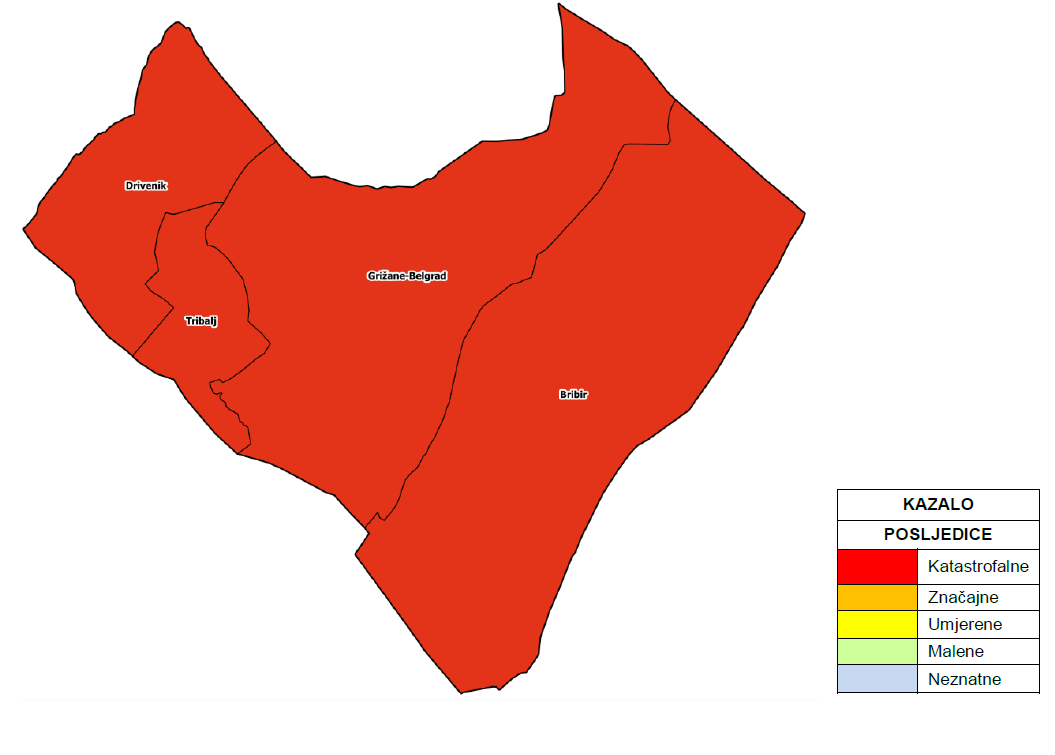 Drivenik
Grižane-Belgrad
Tribalj
Bribir
KAZALO
POSLJEDICE
Katastrofalne
Značajne
Umjerene
Malene
Neznatne